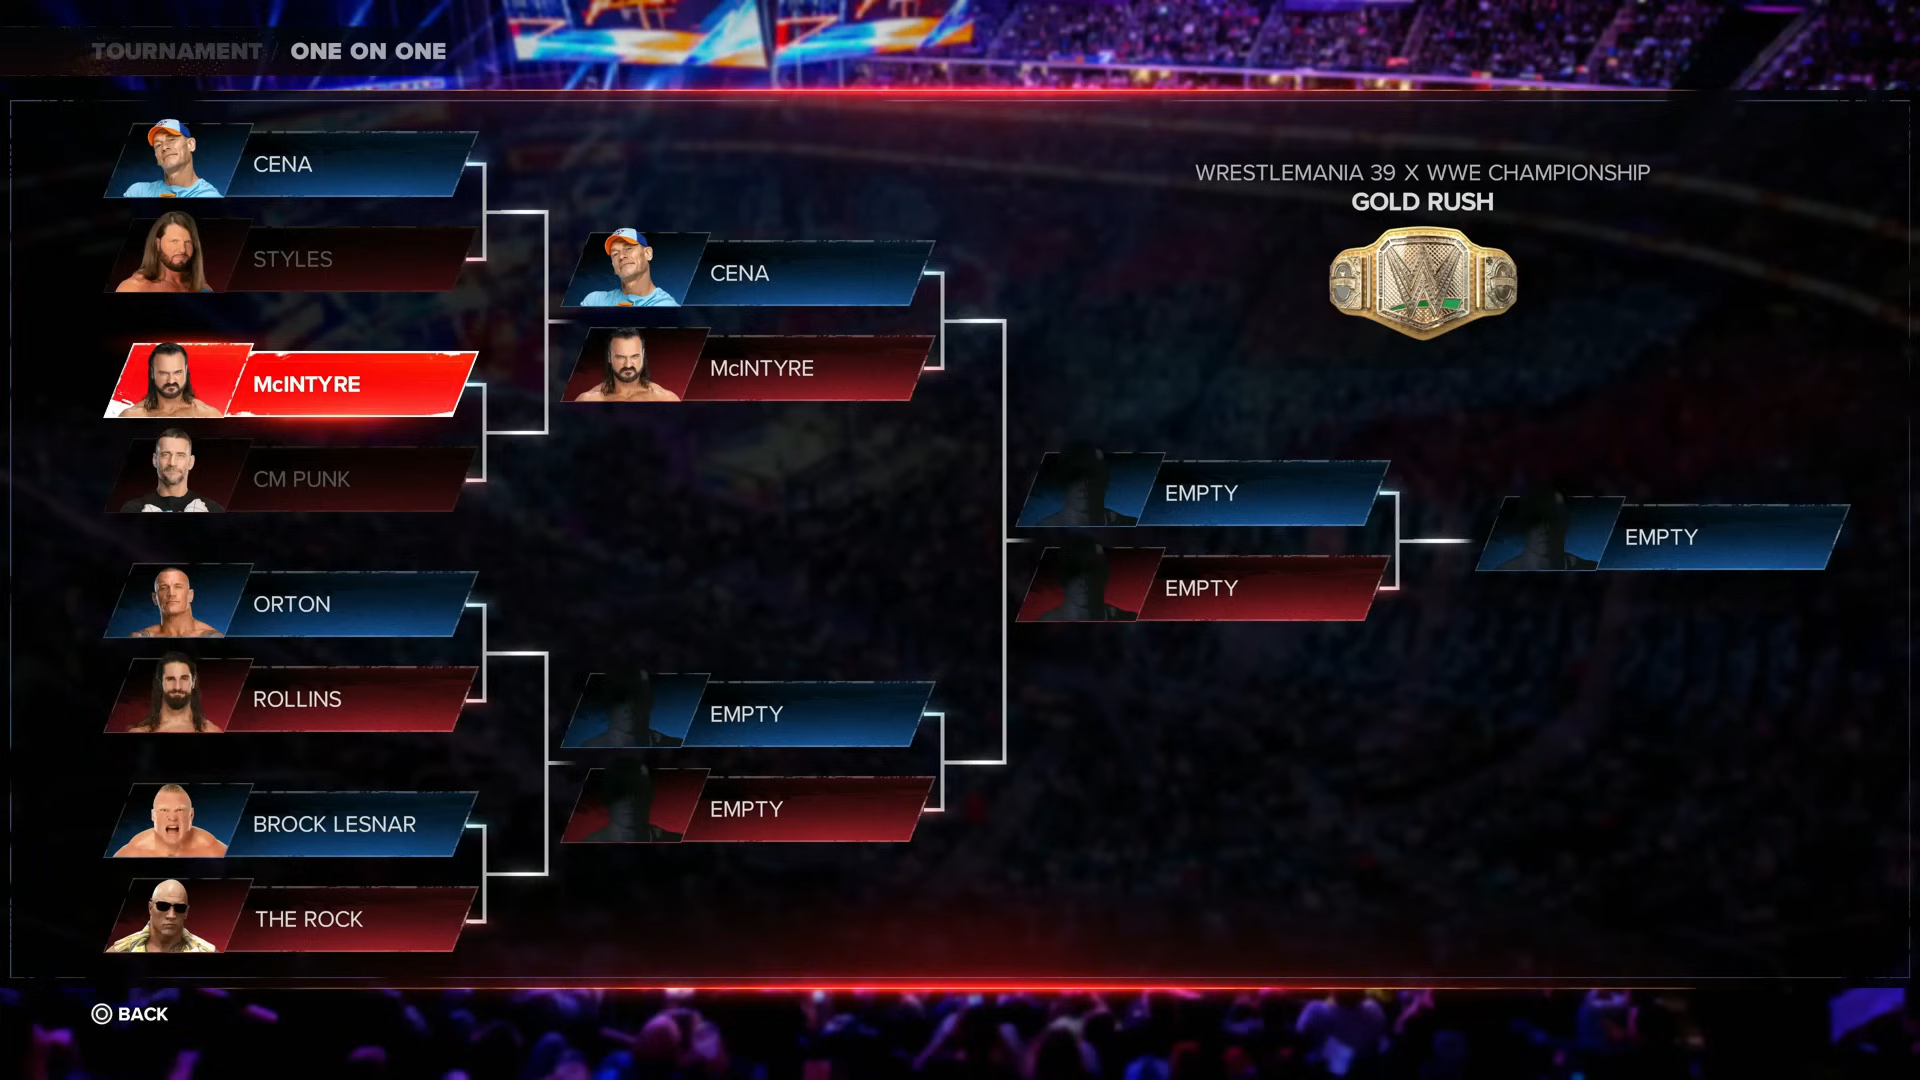 TOURNAMENT / ONE ON ONE
CENA
STYLES
McINTYRE
CM PUNK
ORTON
ROLLINS
BROCK LESNAR
THE ROCK
CENA
McINTYRE
EMPTY
EMPTY
EMPTY
EMPTY
EMPTY
WRESTLEMANIA 39 X WWE CHAMPIONSHIP
GOLD RUSH
BACK